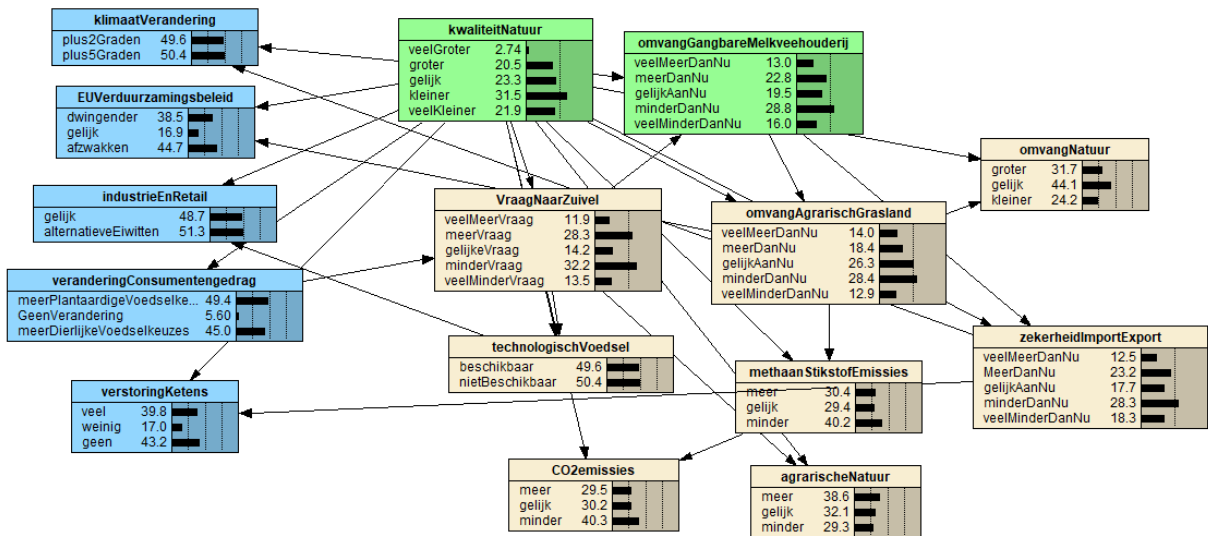 klimaatVerandering
plus2Graden 49.6
plus5Graden 50.4
kwaliteitNatuur
veelGroter 2.74
groter 20.5
gelijk 23.3
kleiner 31.5
veelKleiner 21.9
omvangGangbareMelkveehouderij
veelMeerDanNu 13.0
meerDanNu 22.8
gelijkAanNu 19.5
minderDanNu 28.8
veelMinderDanNu 16.0
EUVerduurzamingsbeleid
dwingender 38.5
gelijk 16.9
afzwakken 44.7
omvangNatuur
groter 31.7
gelijk 44.1
kleiner 24.2
industrieEnRetail
gelijk 48.7
alternatieveEiwitten 51.3
VraagNaarZuivel
veelMeerVraag 11.9
meerVraag 28.3
gelijkeVraag 14.2
minderVraag 32.2
veelMinderVraag 13.5
omvangAgrarischGrasland
veelMeerDanNu 14.0
meerDanNu 18.4
gelijkAanNu 26.3
minderDanNu 28.4
veelMinderDanNu 12.9
veranderingConsumentengedrag
meerPlantaardigeVoedselke... 49.4
GeenVerandering 5.60
meerDierlijkeVoedselkeuzes 45.0
zekerheidImportExport
veelMeerDanNu 12.5
MeerDanNu 23.2
gelijkAanNu 17.7
minderDanNu 28.3
veelMinderDanNu 18.3
technologischVoedsel
beschikbaar 49.6
nietBeschikbaar 50.4
methaanStikstofEmissies
meer 30.4
gelijk 29.4
minder 40.2
verstoringKetens
veel 39.8
weinig 17.0
geen 43.2
CO2emissies
meer 29.5
gelijk 30.2
minder 40.3
agrarischeNatuur
meer 38.6
gelijk 32.1
minder 29.3